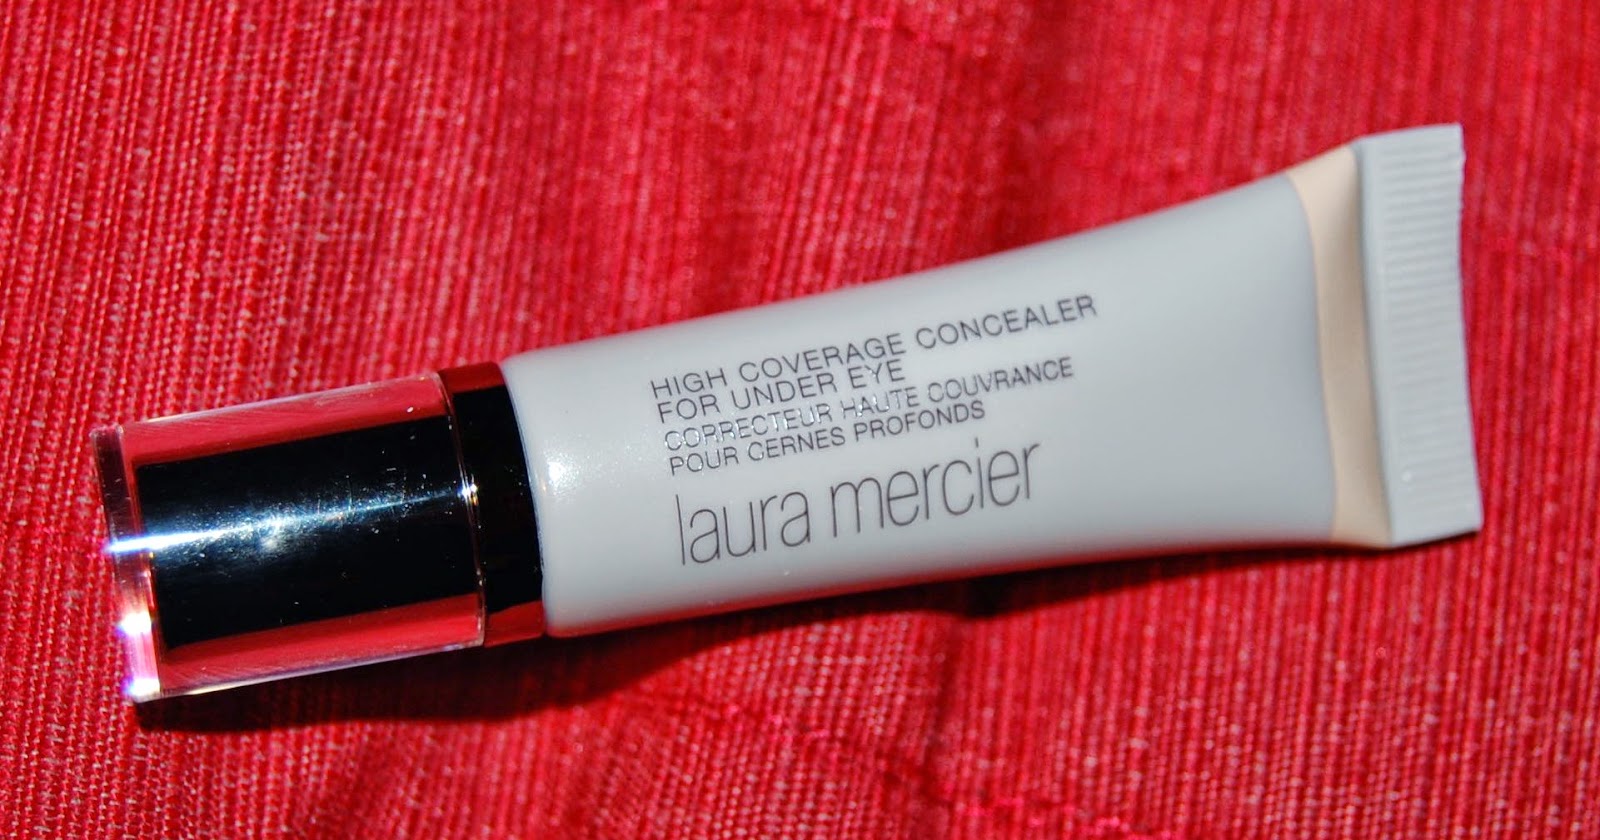 HIGH COVERAGE CONCEALER
FOR UNDER EYE
CORRECTEUR HAUTE COUVRANCE
POUR CERNES PROFONDS
laura mercier